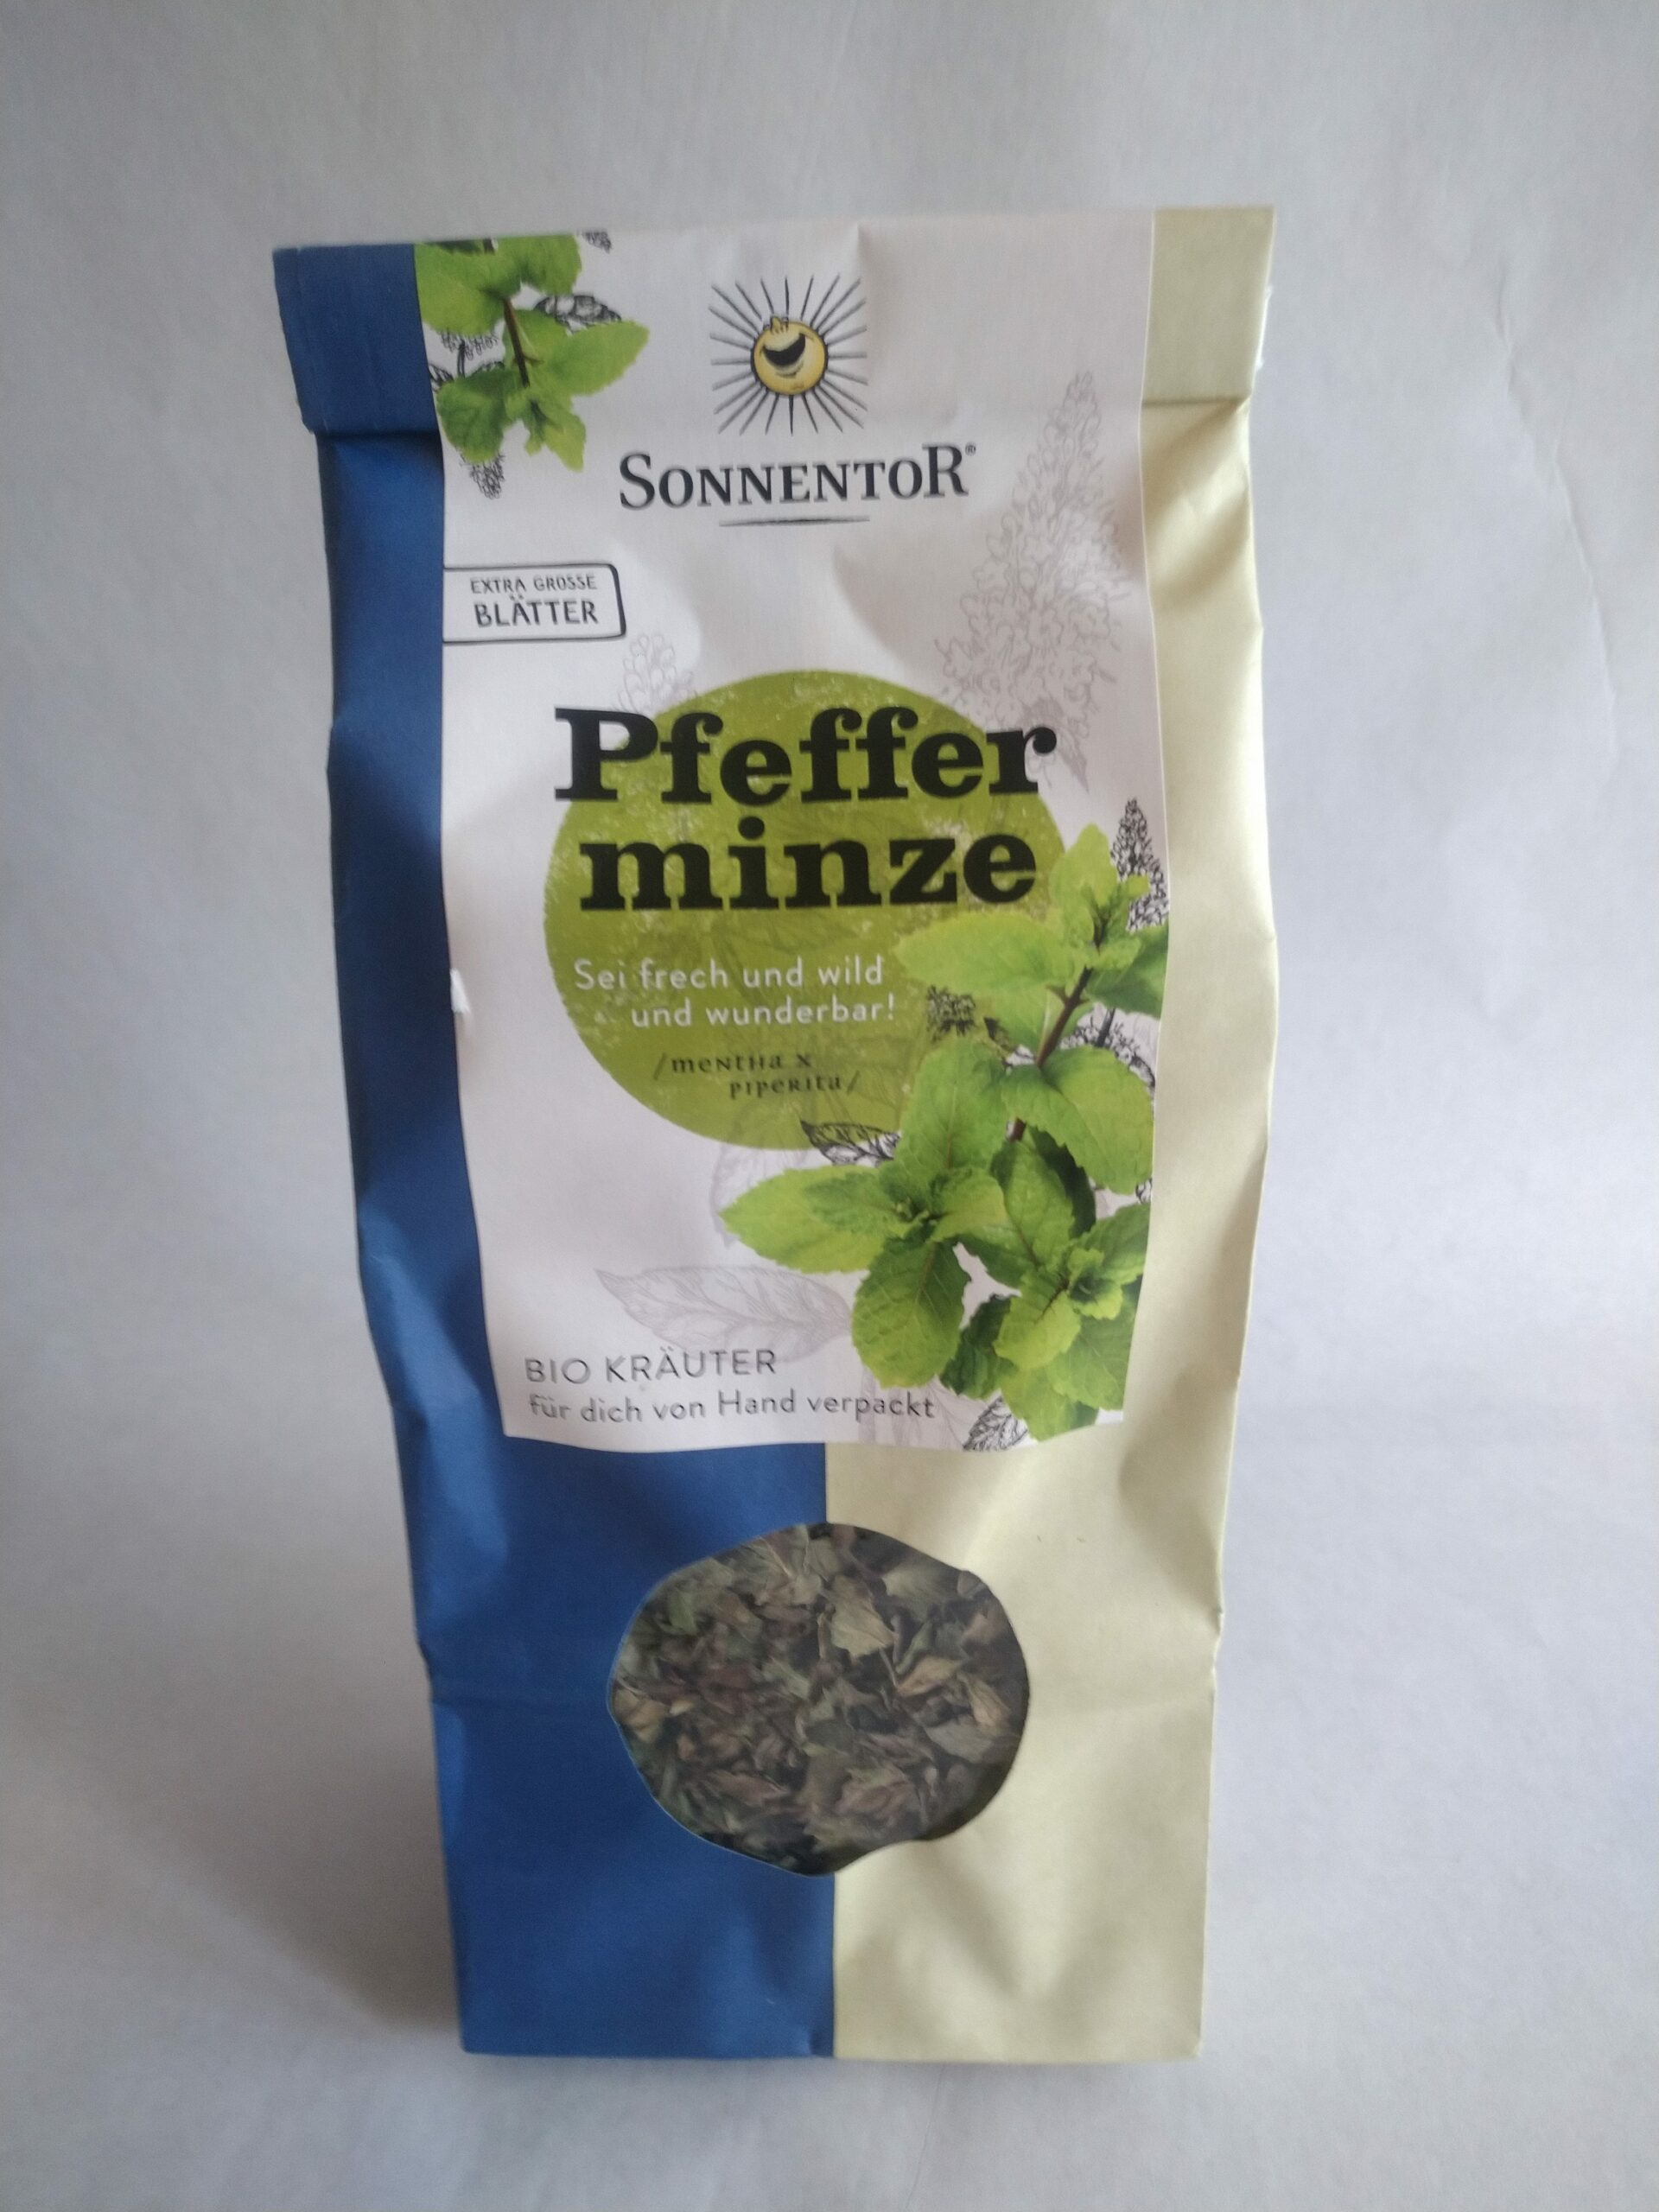 SONNENTOR®
EXTRA GROSSE
BLÄTTER
Pfeffer
minze
Sei frech und wild
und wunderbar!
/mentha x
piperita/
BIO KRÄUTER
für dich von Hand verpackt